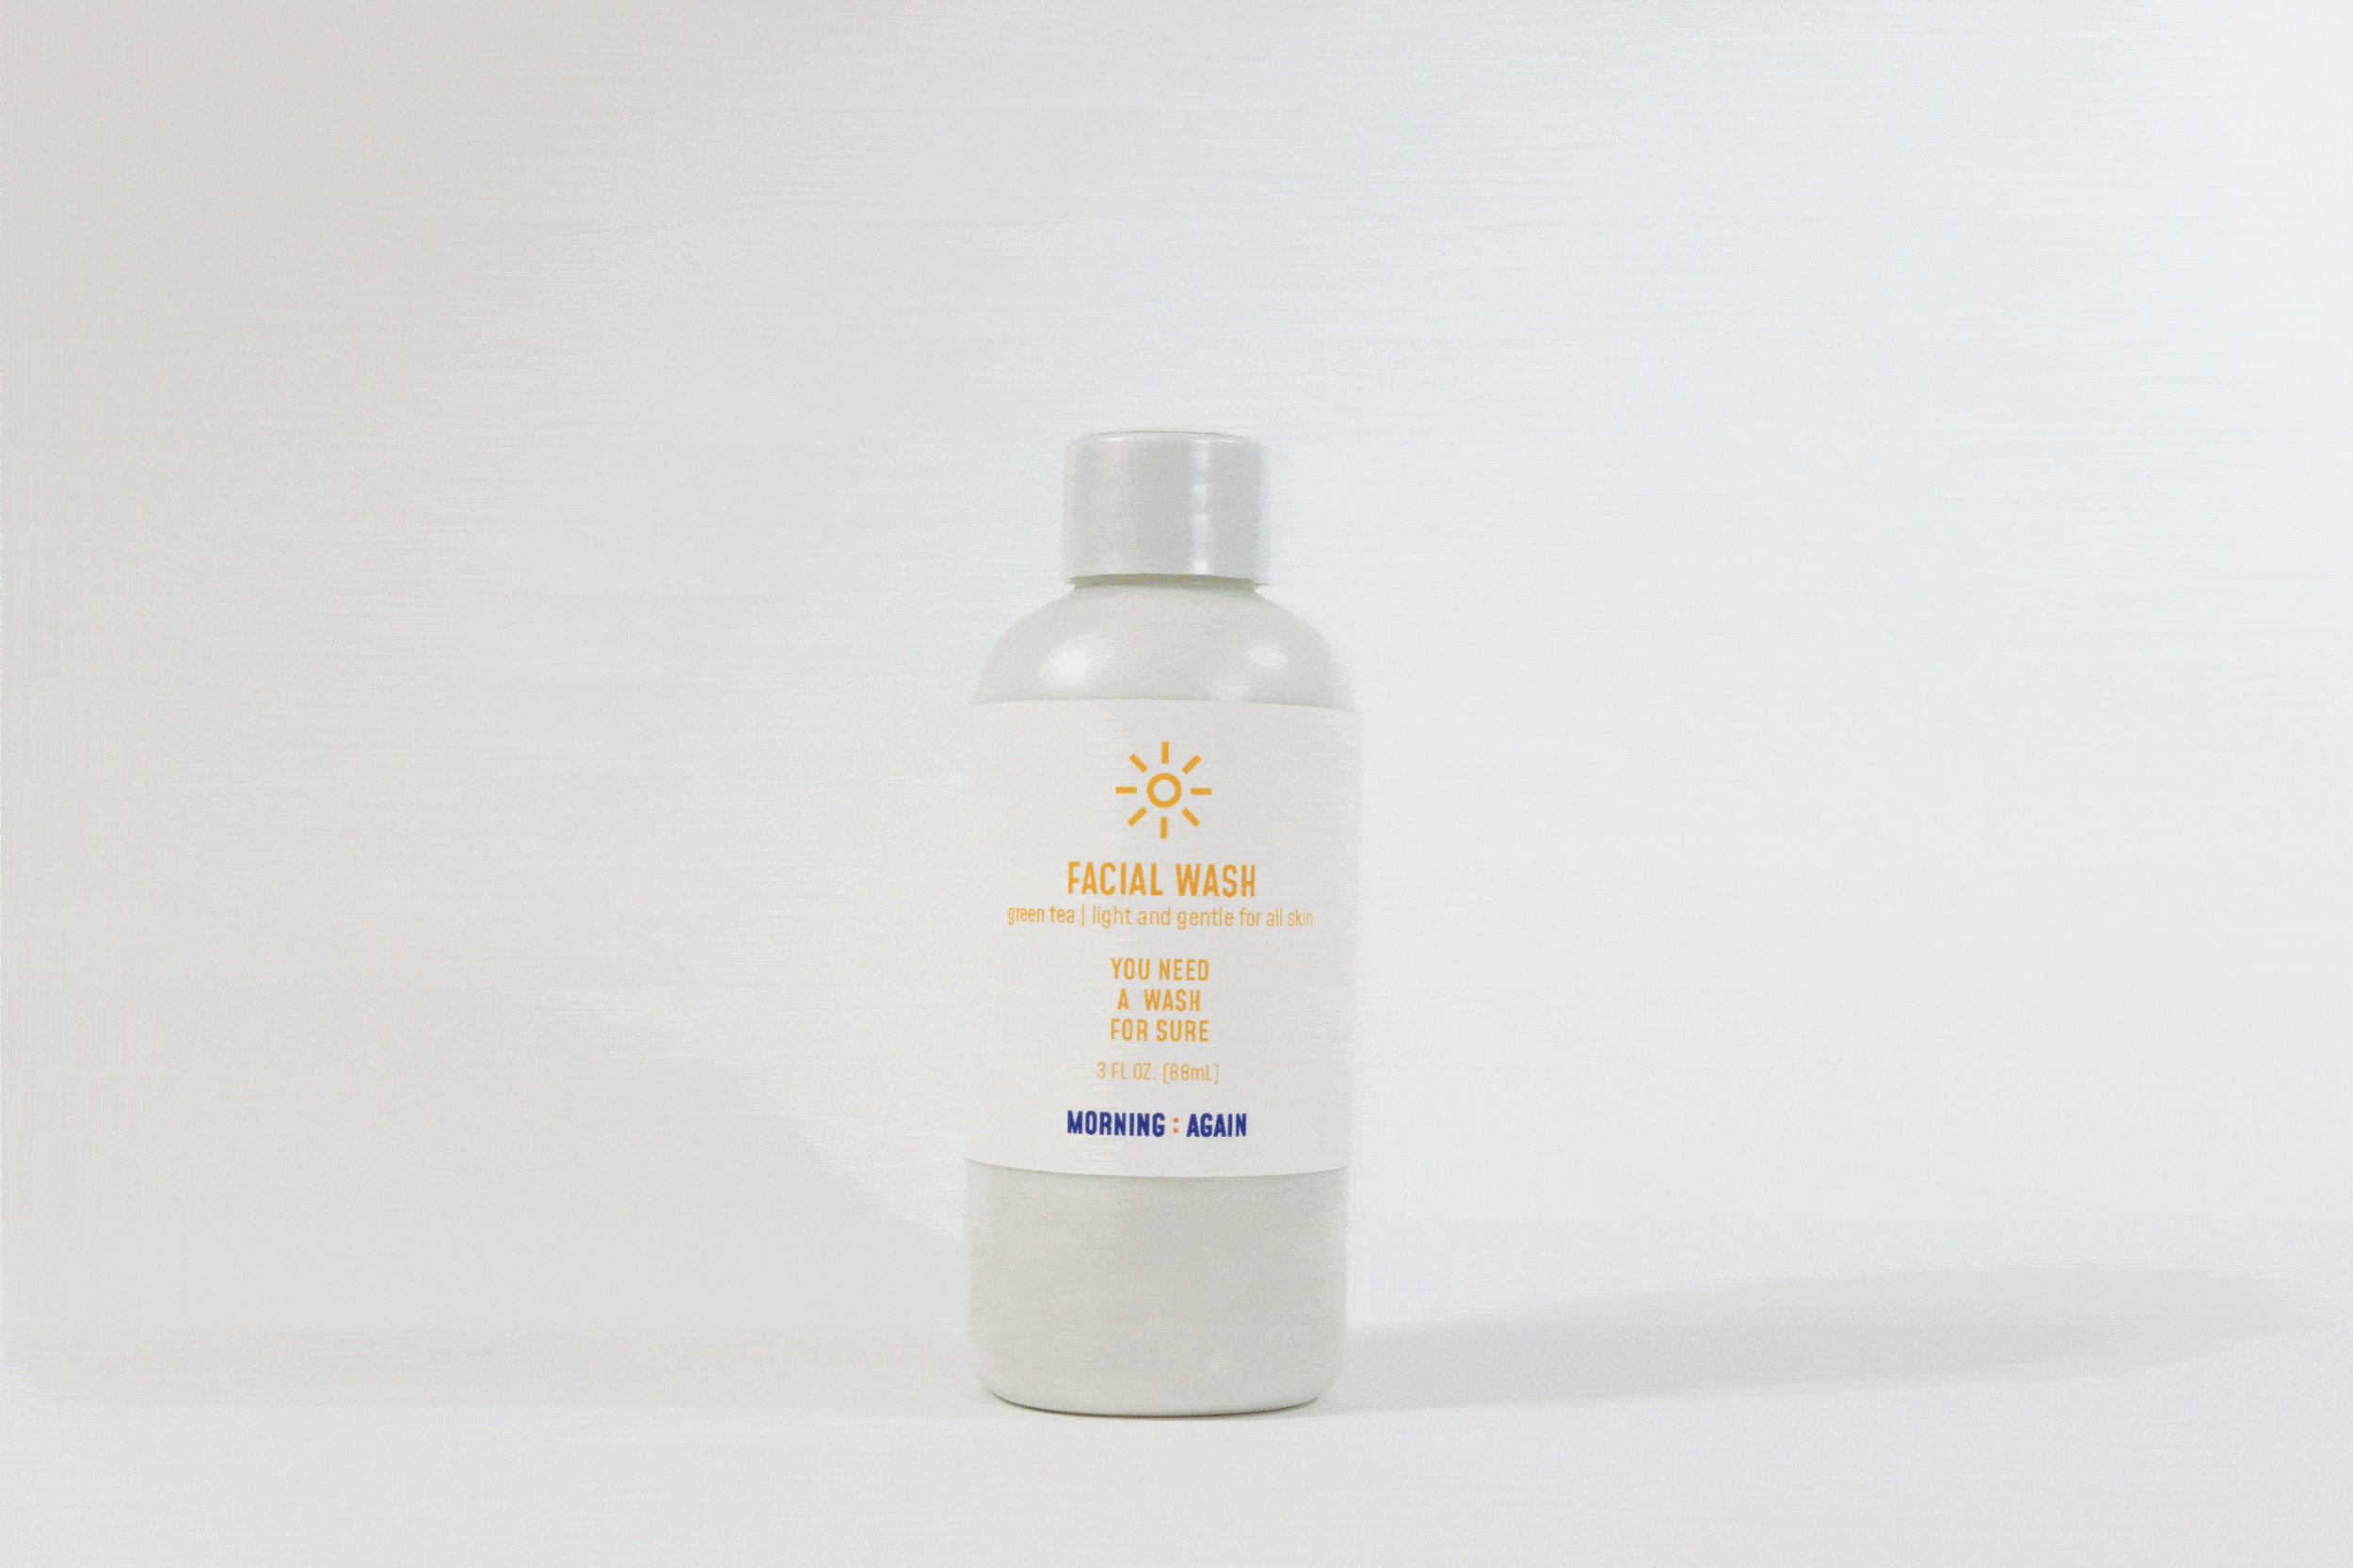 FACIAL WASH
green tea | light and gentle for all skin
YOU NEED
A WASH
FOR SURE
3 FL OZ. (88mL)
MORNING : AGAIN